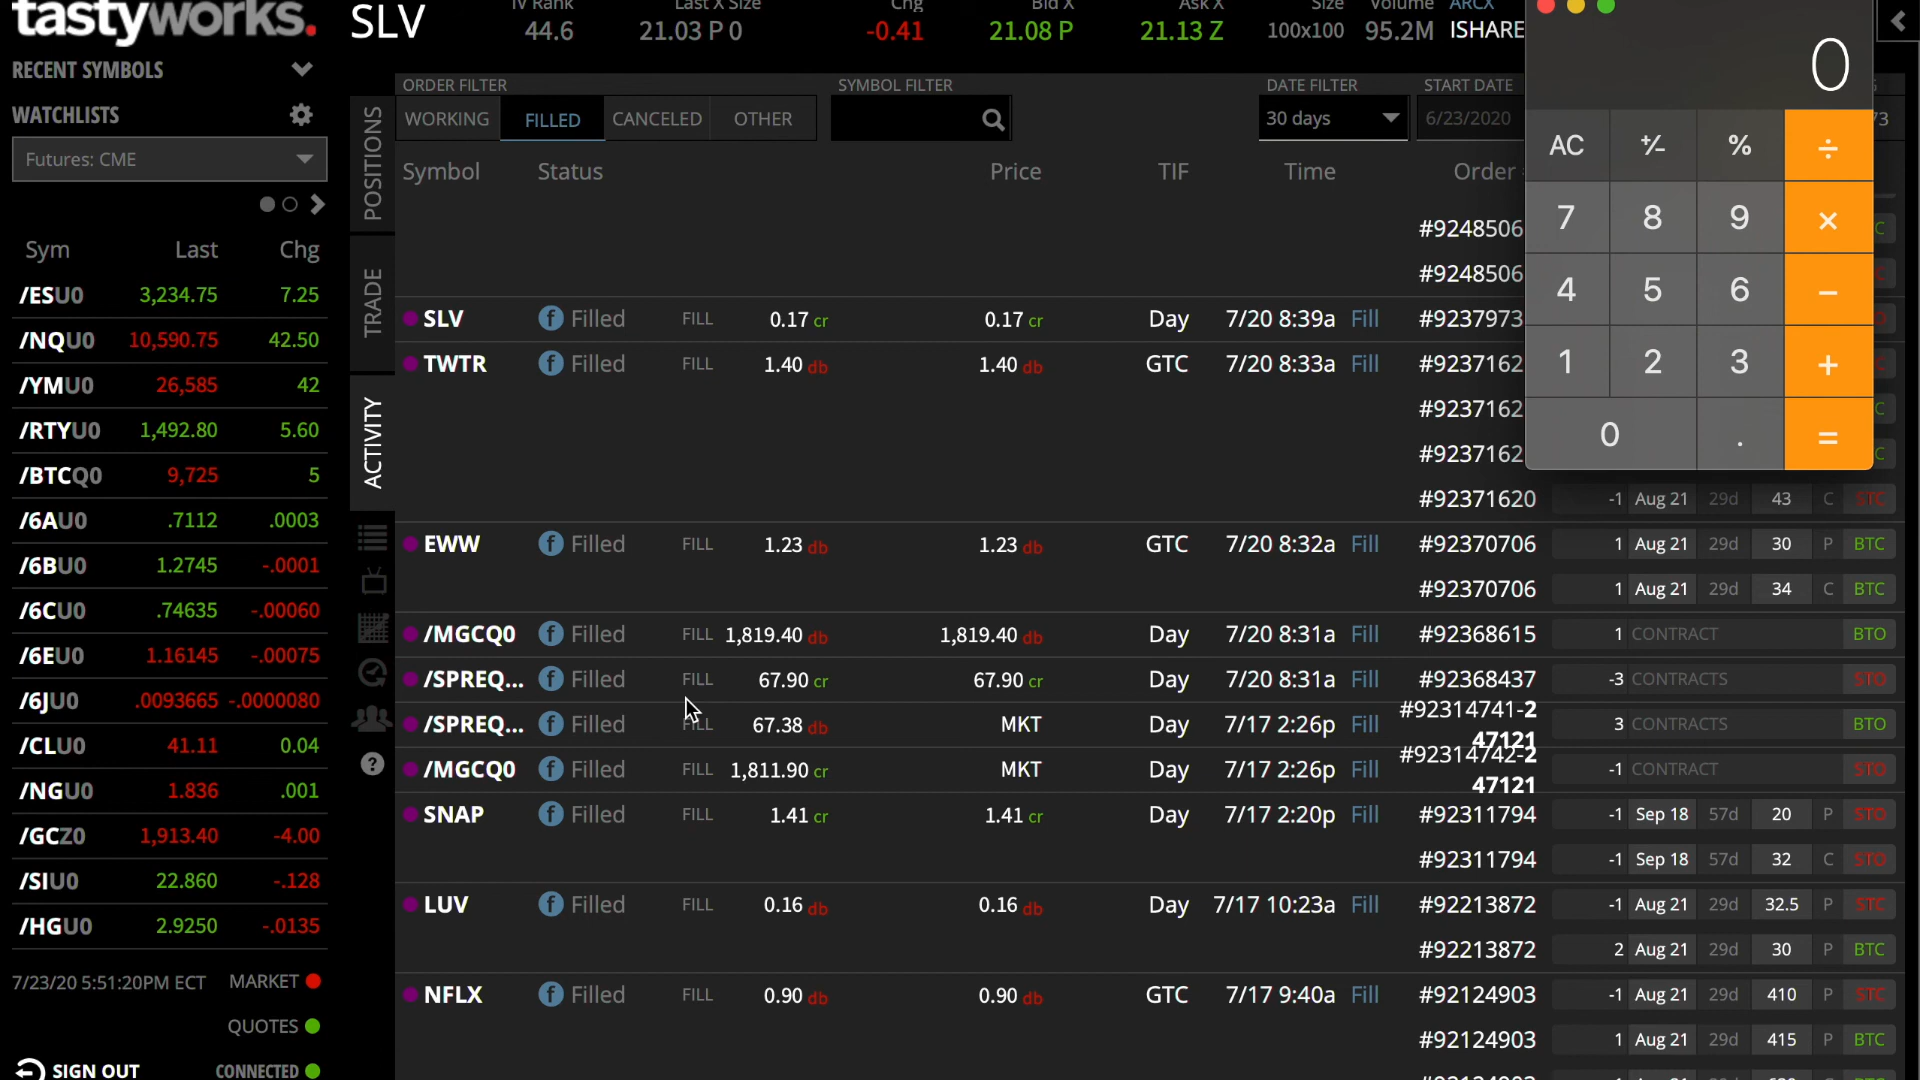 tastyworks.
RECENT SYMBOLS
WATCHLISTS
Futures: CME
Sym Last Chg
/ESU0 3,234.75 7.25
/NQU0 10,590.75 42.50
/YMU0 26,585 42
/RTYU0 1,492.80 5.60
/BTCQ0 9,725 5
/6AU0 .7112 .0003
/6BU0 1.2745 -.0001
/6CU0 .74635 -.00060
/6EU0 1.16145 -.00075
/6JU0 .0093665 -.0000080
/CLU0 41.11 0.04
/NGU0 1.836 .001
/GCZ0 1,913.40 -4.00
/SIU0 22.860 -.128
/HGU0 2.9250 -.0135
7/23/20 5:51:20PM ECT MARKET
QUOTES
SIGN OUT CONNECTED
SLV
IV Rank Last X Size Chg Bid X Ask X Size Volume ARCX
44.6 21.03 P 0 -0.41 21.08 P 21.13 Z 100x100 95.2M ISHARE
POSITIONS
TRADE
ACTIVITY
ORDER FILTER SYMBOL FILTER DATE FILTER START DATE
WORKING FILLED CANCELED OTHER 30 days 6/23/2020
Symbol Status Price TIF Time Order
#9248506
#9248506
SLV f Filled FILL 0.17 cr 0.17 cr Day 7/20 8:39a Fill #9237973
TWTR f Filled FILL 1.40 db 1.40 db GTC 7/20 8:33a Fill #9237162
#9237162
#9237162
#92371620 -1 Aug 21 29d 43 C STC
EWW f Filled FILL 1.23 db 1.23 db GTC 7/20 8:32a Fill #92370706 1 Aug 21 29d 30 P BTC
#92370706 1 Aug 21 29d 34 C BTC
/MGCQ0 f Filled FILL 1,819.40 db 1,819.40 db Day 7/20 8:31a Fill #92368615 1 CONTRACT BTO
/SPREQ... f Filled FILL 67.90 cr 67.90 cr Day 7/20 8:31a Fill #92368437 -3 CONTRACTS STO
/SPREQ... f Filled FILL 67.38 db MKT Day 7/17 2:26p Fill #92314741-2 3 CONTRACTS BTO
47121
/MGCQ0 f Filled FILL 1,811.90 cr MKT Day 7/17 2:26p Fill #92314742-2 -1 CONTRACT STO
47121
SNAP f Filled FILL 1.41 cr 1.41 cr Day 7/17 2:20p Fill #92311794 -1 Sep 18 57d 20 P STO
#92311794 -1 Sep 18 57d 32 C STO
LUV f Filled FILL 0.16 db 0.16 db Day 7/17 10:23a Fill #92213872 -1 Aug 21 29d 32.5 P STC
#92213872 2 Aug 21 29d 30 P BTC
NFLX f Filled FILL 0.90 db 0.90 db GTC 7/17 9:40a Fill #92124903 -1 Aug 21 29d 410 P STC
#92124903 1 Aug 21 29d 415 P BTC
0
AC +⁄- % ÷
7 8 9 ×
4 5 6 −
1 2 3 +
0 . =